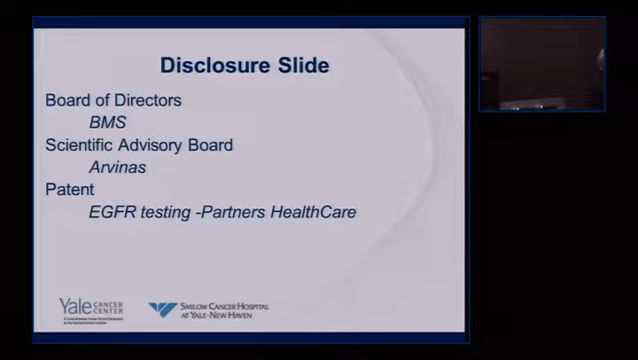 Disclosure Slide
Board of Directors
BMS
Scientific Advisory Board
Arvinas
Patent
EGFR testing -Partners HealthCare
Yale CANCER CENTER
SMILOW CANCER HOSPITAL
AT YALE-NEW HAVEN